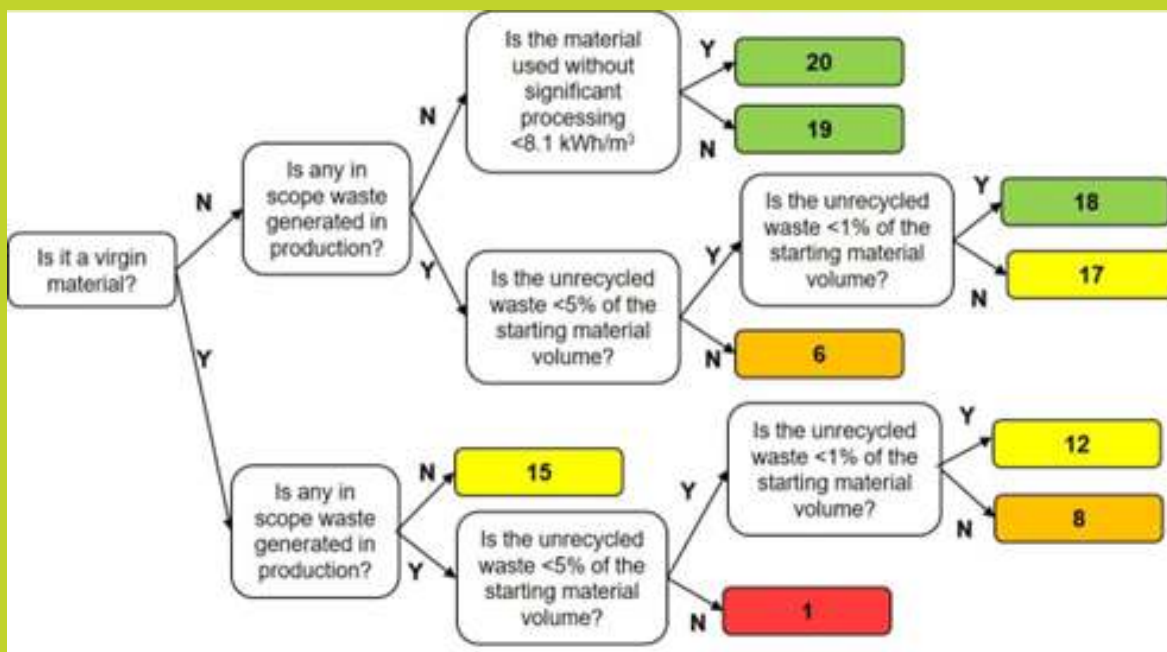 Is it a virgin
material?
N
Y
Is any in
scope waste
generated in
production?
N
Y
Is the material
used without
significant
processing
<8.1 kWh/m³
Y
20
N
19
Is the unrecycled
waste <5% of the
starting material
volume?
Y
N
6
Is the unrecycled
waste <1% of the
starting material
volume?
Y
18
N
17
Is any in
scope waste
generated in
production?
N
15
Y
Is the unrecycled
waste <5% of the
starting material
volume?
Y
N
1
Is the unrecycled
waste <1% of the
starting material
volume?
Y
12
N
8